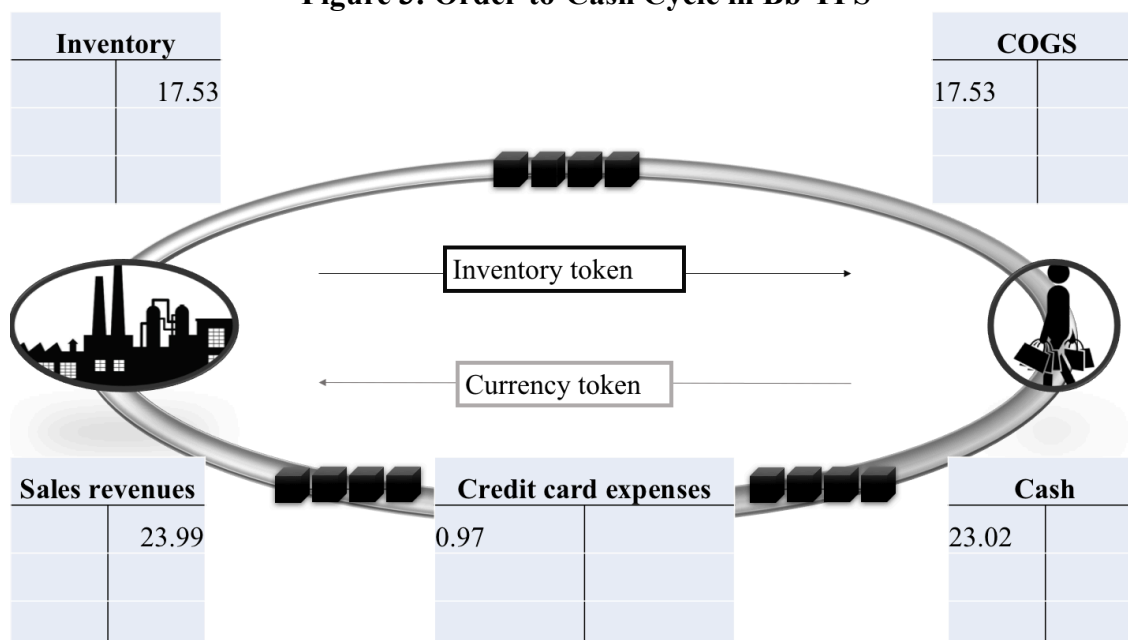 Figure 3: Order-to-Cash Cycle in Bb-TPS
Inventory
COGS
17.53
17.53
Inventory token
Currency token
Sales revenues
Credit card expenses
Cash
23.99
0.97
23.02